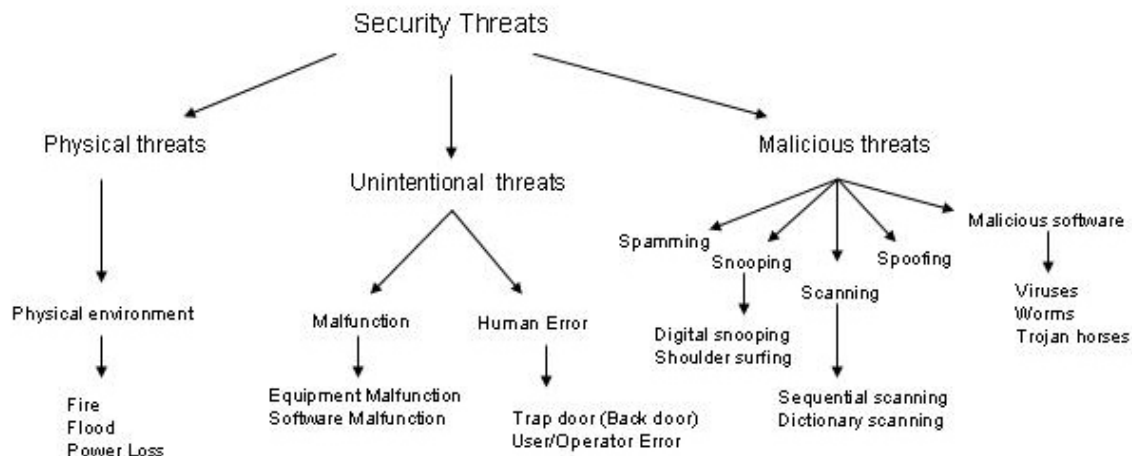 Security Threats
Physical threats
Unintentional threats
Malicious threats
Physical environment
Fire
Flood
Power Loss
Malfunction
Equipment Malfunction
Software Malfunction
Human Error
Trap door (Back door)
User/Operator Error
Spamming
Snooping
Digital snooping
Shoulder surfing
Scanning
Sequential scanning
Dictionary scanning
Spoofing
Malicious software
Viruses
Worms
Trojan horses